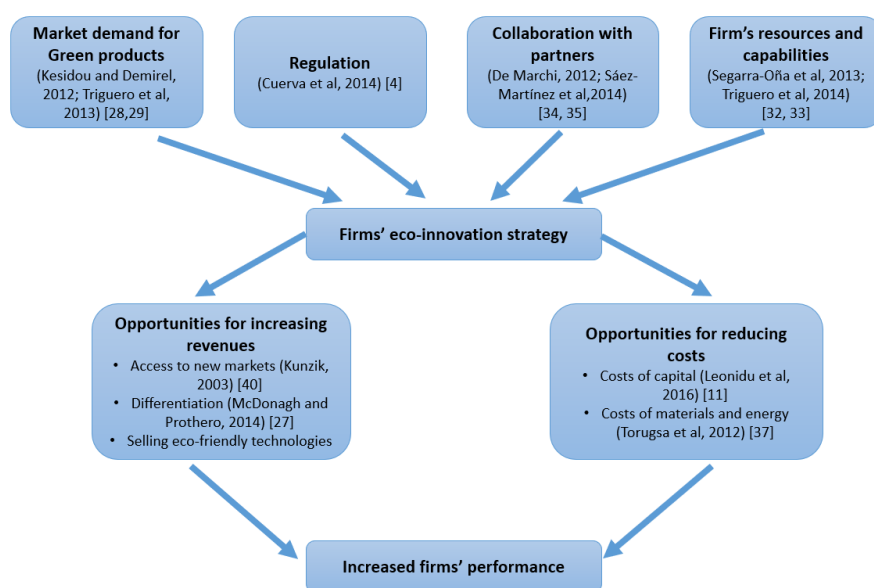 Market demand for
Green products
(Kesidou and Demirel,
2012; Triguero et al,
2013) [28,29]
Regulation
(Cuerva et al, 2014) [4]
Collaboration with
partners
(De Marchi, 2012; Sáez-
Martínez et al,2014)
[34, 35]
Firm's resources and
capabilities
(Segarra-Oña et al, 2013;
Triguero et al, 2014)
[32, 33]
Firms' eco-innovation strategy
Opportunities for increasing
revenues
• Access to new markets (Kunzik,
2003) [40]
• Differentiation (McDonagh and
Prothero, 2014) [27]
• Selling eco-friendly technologies
Opportunities for reducing
costs
• Costs of capital (Leonidu et al,
2016) [11]
• Costs of materials and energy
(Torugsa et al, 2012) [37]
Increased firms' performance